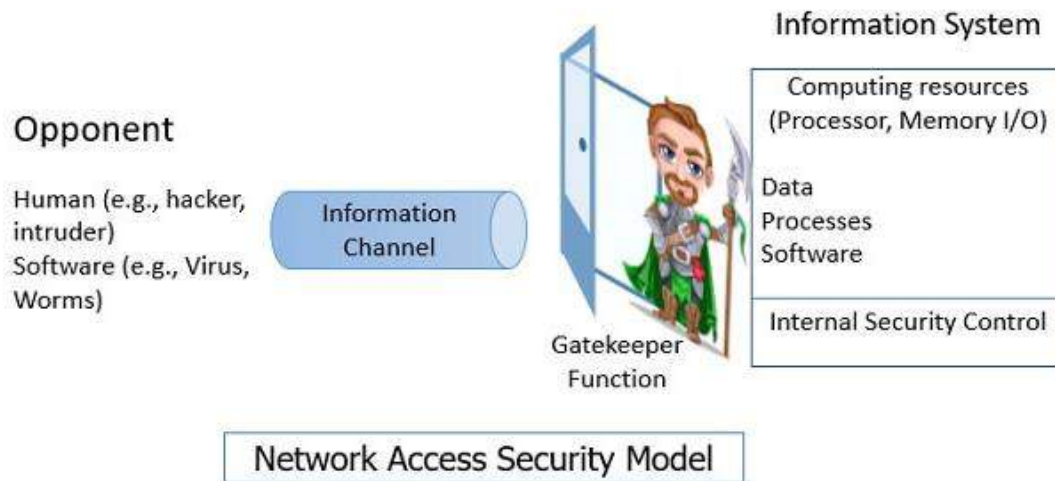 Information System
Computing resources
(Processor, Memory I/O)
Data
Processes
Software
Internal Security Control
Opponent
Human (e.g., hacker,
intruder)
Software (e.g., Virus,
Worms)
Information
Channel
Gatekeeper
Function
Network Access Security Model